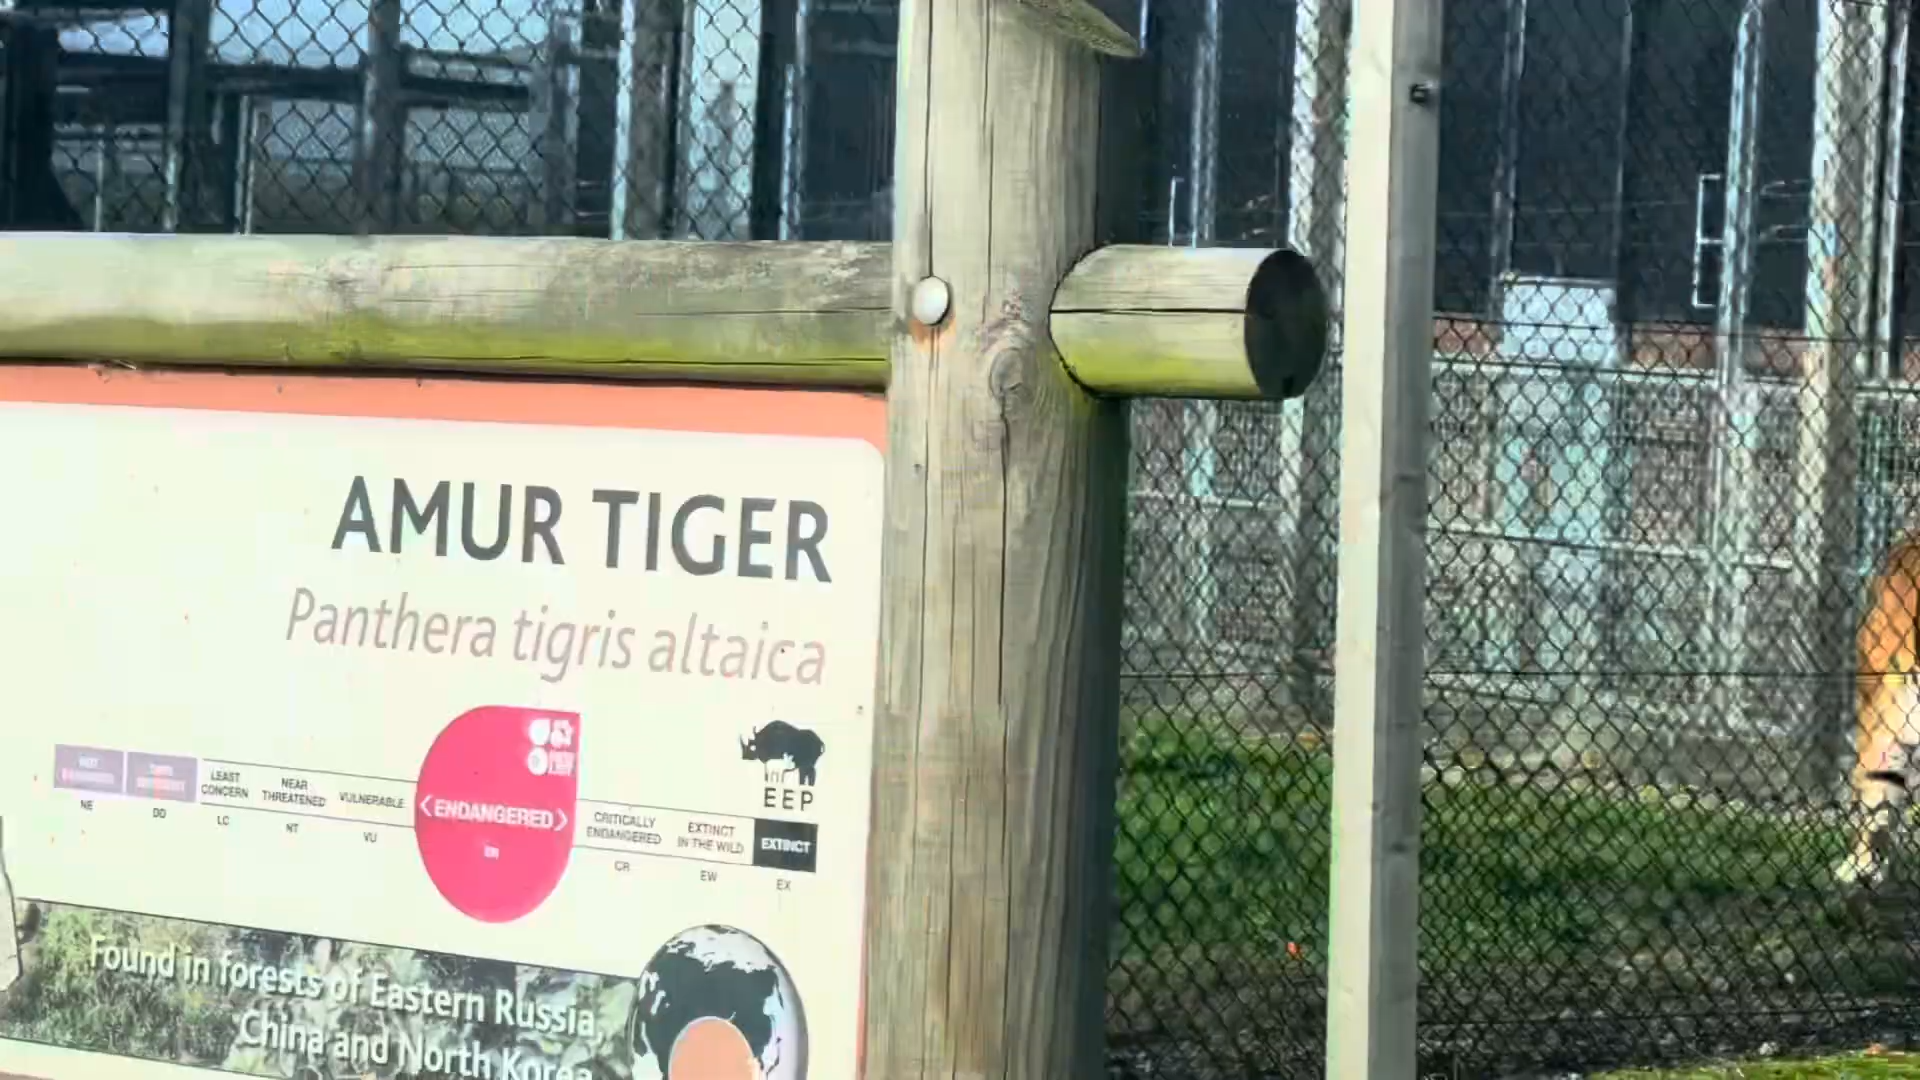 AMUR TIGER
Panthera tigris altaica
EEP
LEAST CONCERN
NEAR THREATENED
VULNERABLE
<ENDANGERED>
CRITICALLY ENDANGERED
EXTINCT IN THE WILD
EXTINCT
NE
DD
LC
NT
VU
EN
CR
EW
EX
Found in forests of Eastern Russia,
China and North Korea